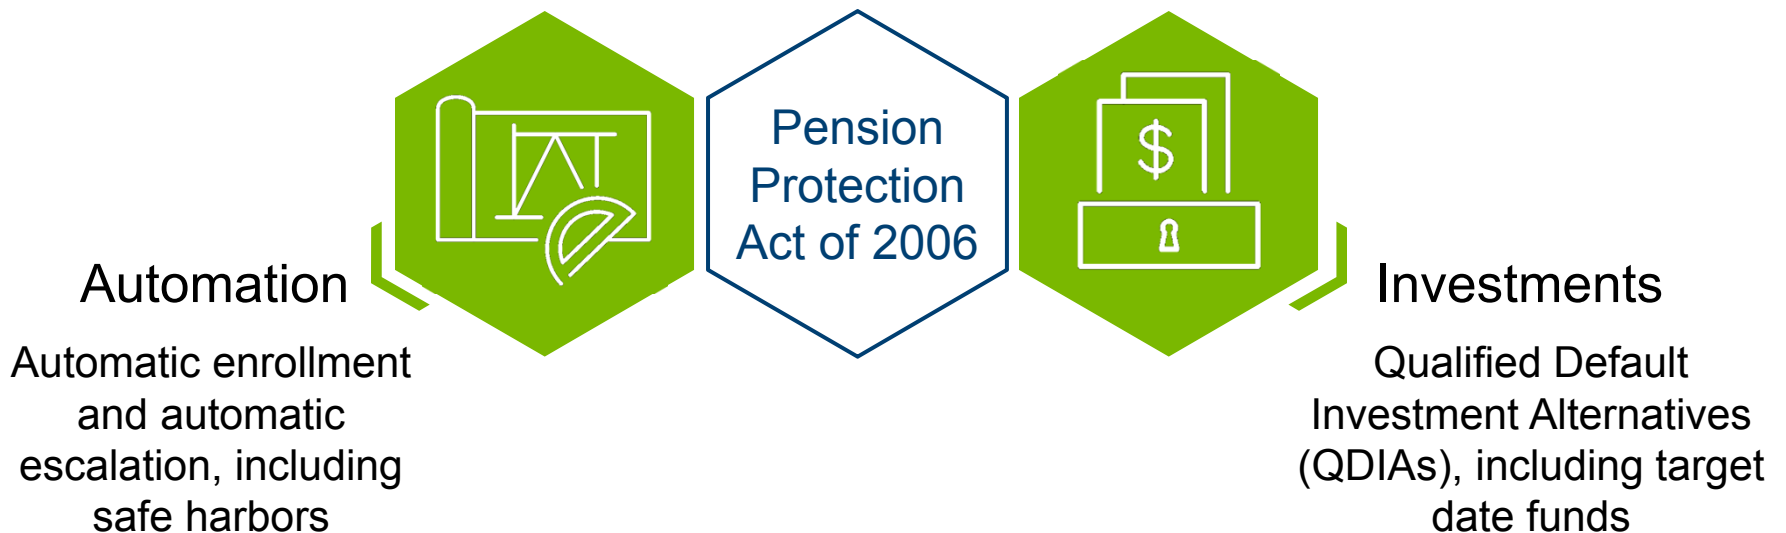 Automation
Automatic enrollment
and automatic
escalation, including
safe harbors
Pension
Protection
Act of 2006
$
Investments
Qualified Default
Investment Alternatives
(QDIAs), including target
date funds